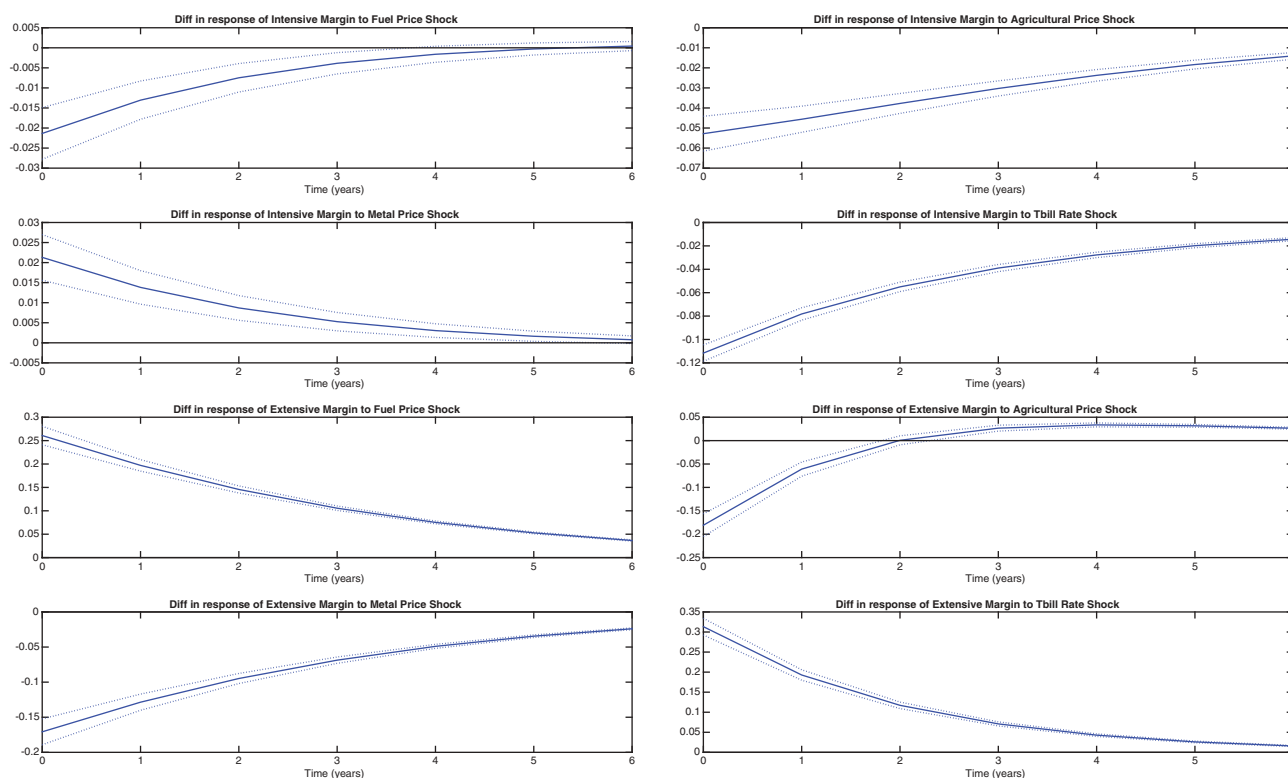 Diff in response of Intensive Margin to Fuel Price Shock
0.005
0
-0.005
-0.01
-0.015
-0.02
-0.025
-0.03
0 1 2 3 4 5 6
Time (years)
Diff in response of Intensive Margin to Agricultural Price Shock
0
-0.01
-0.02
-0.03
-0.04
-0.05
-0.06
-0.07
0 1 2 3 4 5
Time (years)
Diff in response of Intensive Margin to Metal Price Shock
0.03
0.025
0.02
0.015
0.01
0.005
0
-0.005
0 1 2 3 4 5 6
Time (years)
Diff in response of Intensive Margin to Tbill Rate Shock
0
-0.02
-0.04
-0.06
-0.08
-0.1
-0.12
0 1 2 3 4 5
Time (years)
Diff in response of Extensive Margin to Fuel Price Shock
0.3
0.25
0.2
0.15
0.1
0.05
0
0 1 2 3 4 5 6
Time (years)
Diff in response of Extensive Margin to Agricultural Price Shock
0.05
0
-0.05
-0.1
-0.15
-0.2
-0.25
0 1 2 3 4 5
Time (years)
Diff in response of Extensive Margin to Metal Price Shock
0
-0.05
-0.1
-0.15
-0.2
0 1 2 3 4 5 6
Time (years)
Diff in response of Extensive Margin to Tbill Rate Shock
0.35
0.3
0.25
0.2
0.15
0.1
0.05
0
0 1 2 3 4 5
Time (years)